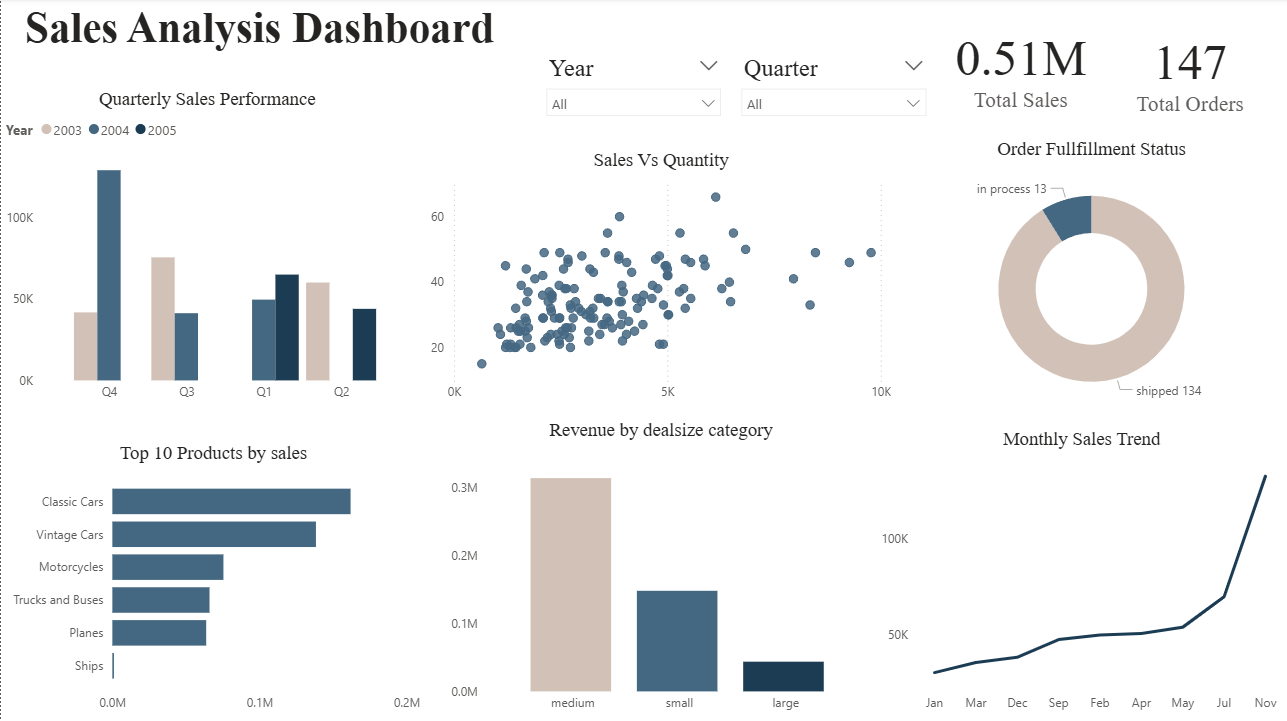 Sales Analysis Dashboard
Year
All
Quarter
All
0.51M
Total Sales
147
Total Orders
Quarterly Sales Performance
Year 2003 2004 2005
100K
50K
0K
Q4 Q3 Q1 Q2
Sales Vs Quantity
60
40
20
0K 5K 10K
Order Fullfillment Status
in process 13
shipped 134
Top 10 Products by sales
Classic Cars
Vintage Cars
Motorcycles
Trucks and Buses
Planes
Ships
0.0M 0.1M 0.2M
Revenue by dealsize category
0.3M
0.2M
0.1M
0.0M
medium small large
Monthly Sales Trend
100K
50K
Jan Mar Dec Sep Feb Apr May Jul Nov